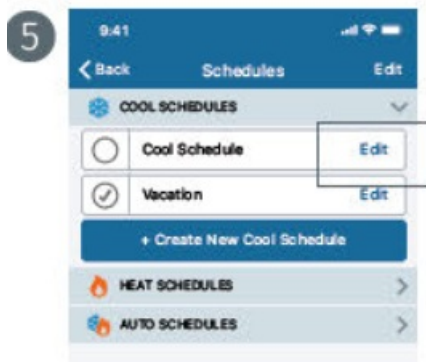 5
9:41
Back Schedules Edit
COOL SCHEDULES
Cool Schedule Edit
Vacation Edit
+ Create New Cool Schedule
HEAT SCHEDULES
AUTO SCHEDULES